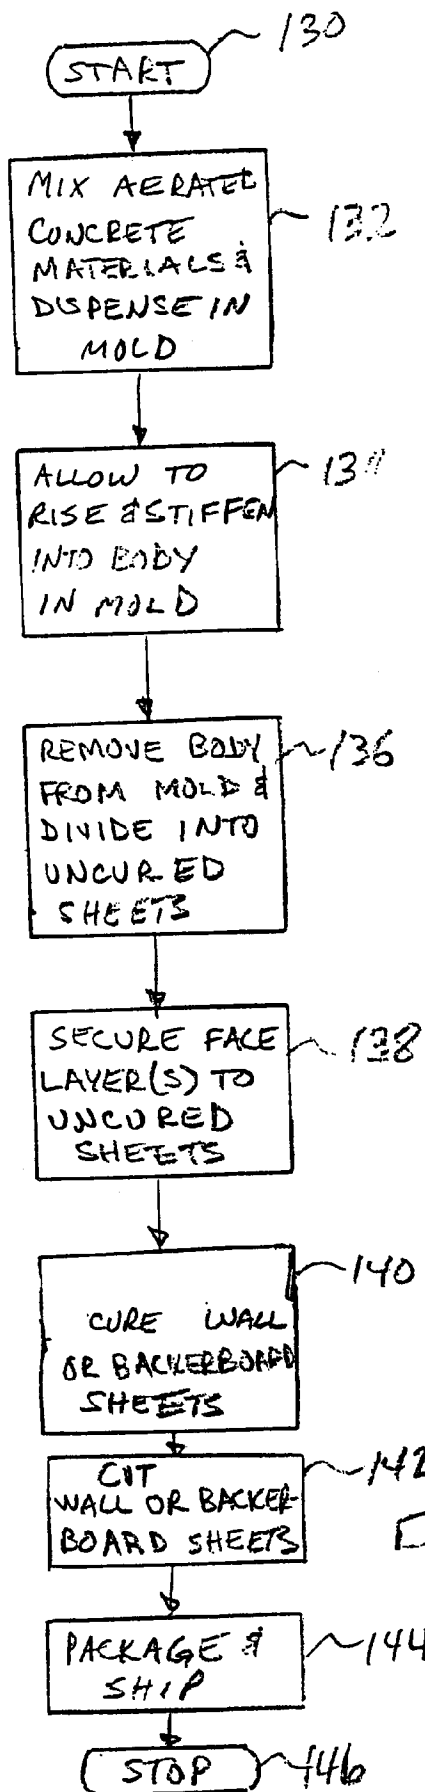 130
START
MIX AERATED
CONCRETE
MATERIALS &
DISPENSE IN
MOLD
132
ALLOW TO
RISE & STIFFEN
INTO BODY
IN MOLD
REMOVE BODY
FROM MOLD &
DIVIDE INTO
UNCURED
SHEETS
136
SECURE FACE
LAYER(S) TO
UNCURED
SHEETS
138
CURE WALL
OR BACKERBOARD
SHEETS
140
CUT
WALL OR BACKER-
BOARD SHEETS
142
PACKAGE &
SHIP
144
STOP
146